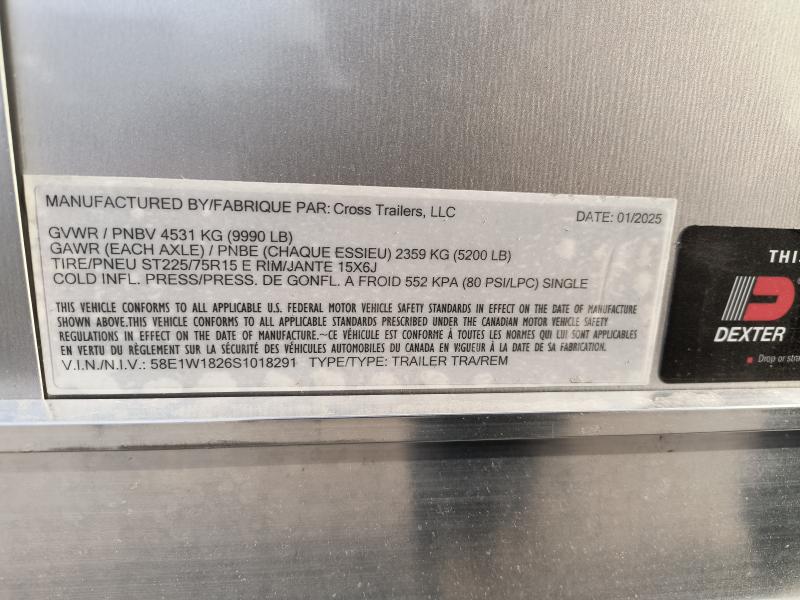 MANUFACTURED BY/FABRIQUE PAR: Cross Trailers, LLC
DATE: 01/2025
GVWR / PNBV 4531 KG (9990 LB)
GAWR (EACH AXLE) / PNBE (CHAQUE ESSIEU) 2359 KG (5200 LB)
TIRE/PNEU ST225/75R15 E RIM/JANTE 15X6J
COLD INFL. PRESS/PRESS. DE GONFL. A FROID 552 KPA (80 PSI/LPC) SINGLE
THIS VEHICLE CONFORMS TO ALL APPLICABLE U.S. FEDERAL MOTOR VEHICLE SAFETY STANDARDS IN EFFECT ON THE DATE OF MANUFACTURE
SHOWN ABOVE.THIS VEHICLE CONFORMS TO ALL APPLICABLE STANDARDS PRESCRIBED UNDER THE CANADIAN MOTOR VEHICLE SAFETY
REGULATIONS IN EFFECT ON THE DATE OF MANUFACTURE.~CE VÉHICULE EST CONFORME À TOUTES LES NORMES QUI LUI SONT APPLICABLES
EN VERTU DU RÈGLEMENT SUR LA SÉCURITÉ DES VÉHICULES AUTOMOBILES DU CANADA EN VIGUEUR À LA DATE DE SA FABRICATION.
V.I.N./N.I.V.: 58E1W1826S1018291 TYPE/TYPE: TRAILER TRA/REM
DEXTER
Drop or